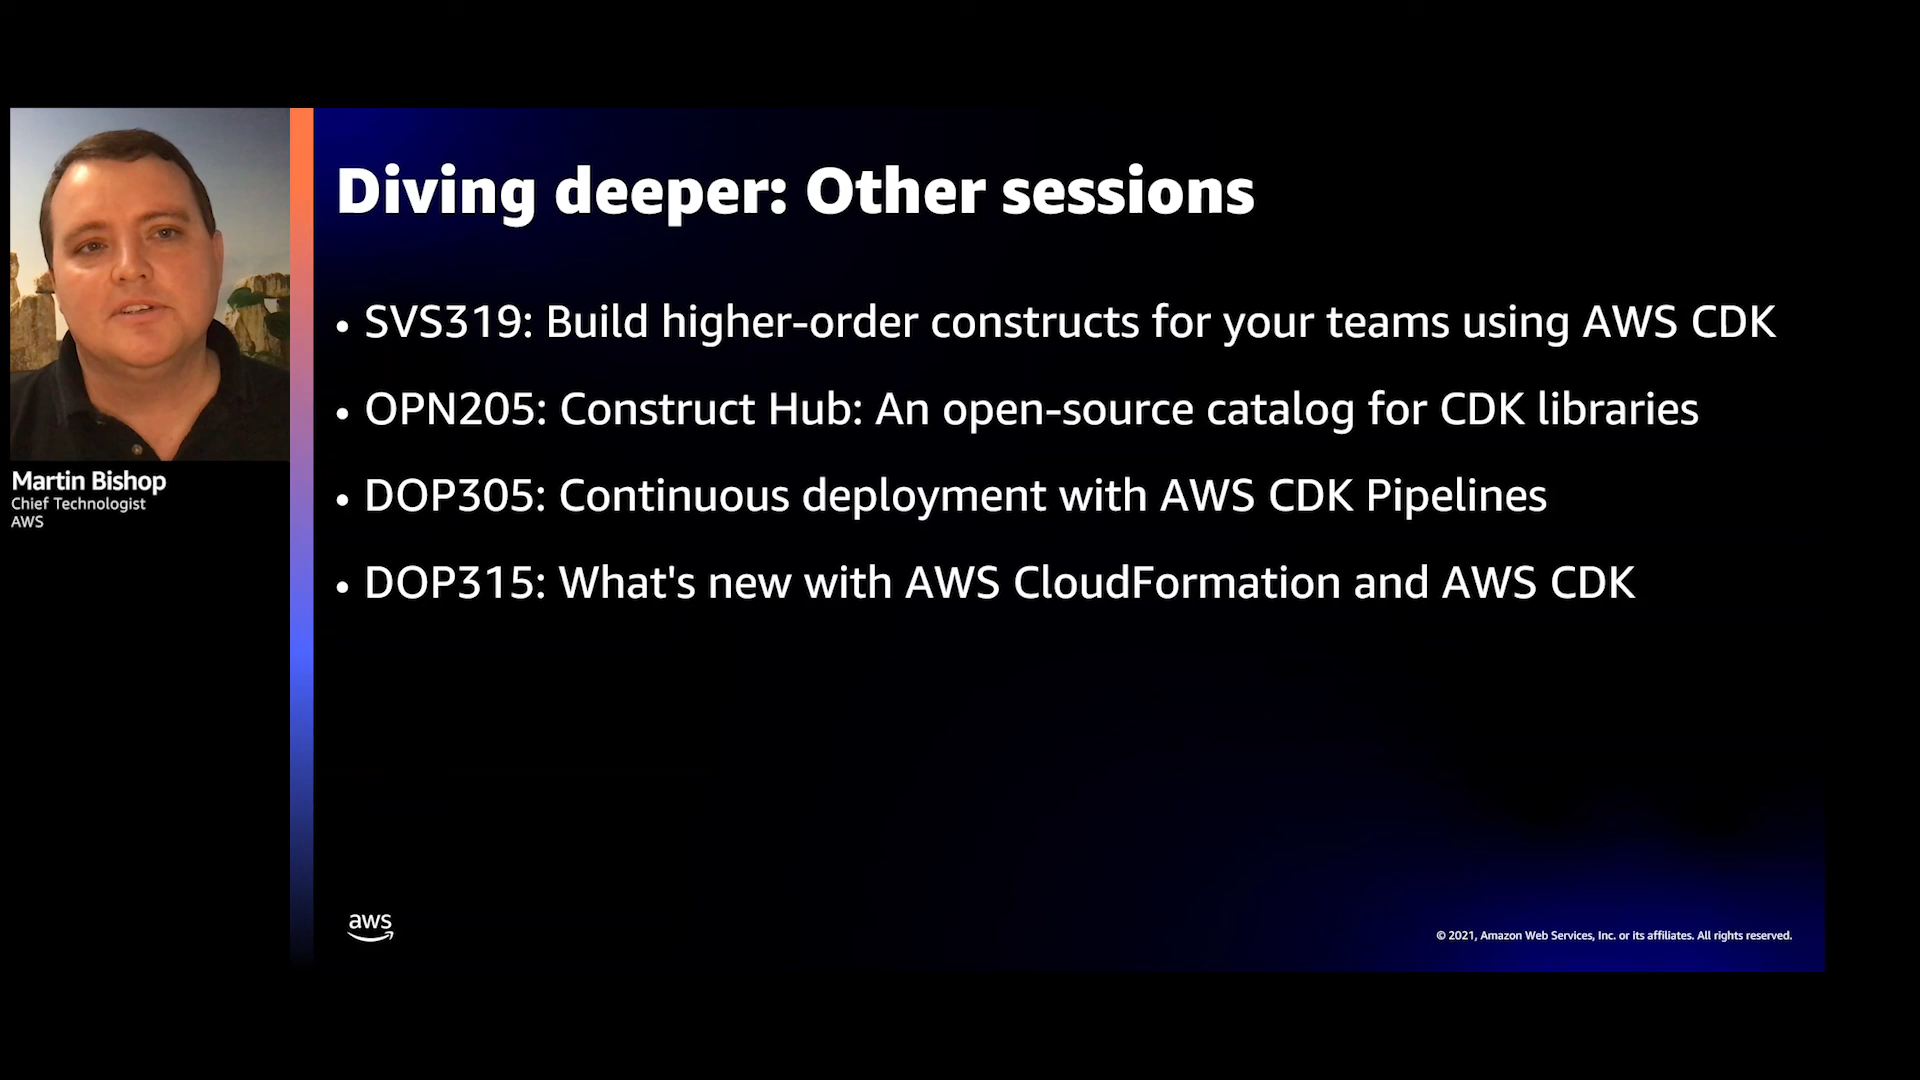 Diving deeper: Other sessions
• SVS319: Build higher-order constructs for your teams using AWS CDK
• OPN205: Construct Hub: An open-source catalog for CDK libraries
• DOP305: Continuous deployment with AWS CDK Pipelines
• DOP315: What's new with AWS CloudFormation and AWS CDK
Martin Bishop
Chief Technologist
AWS
aws
© 2021, Amazon Web Services, Inc. or its affiliates. All rights reserved.